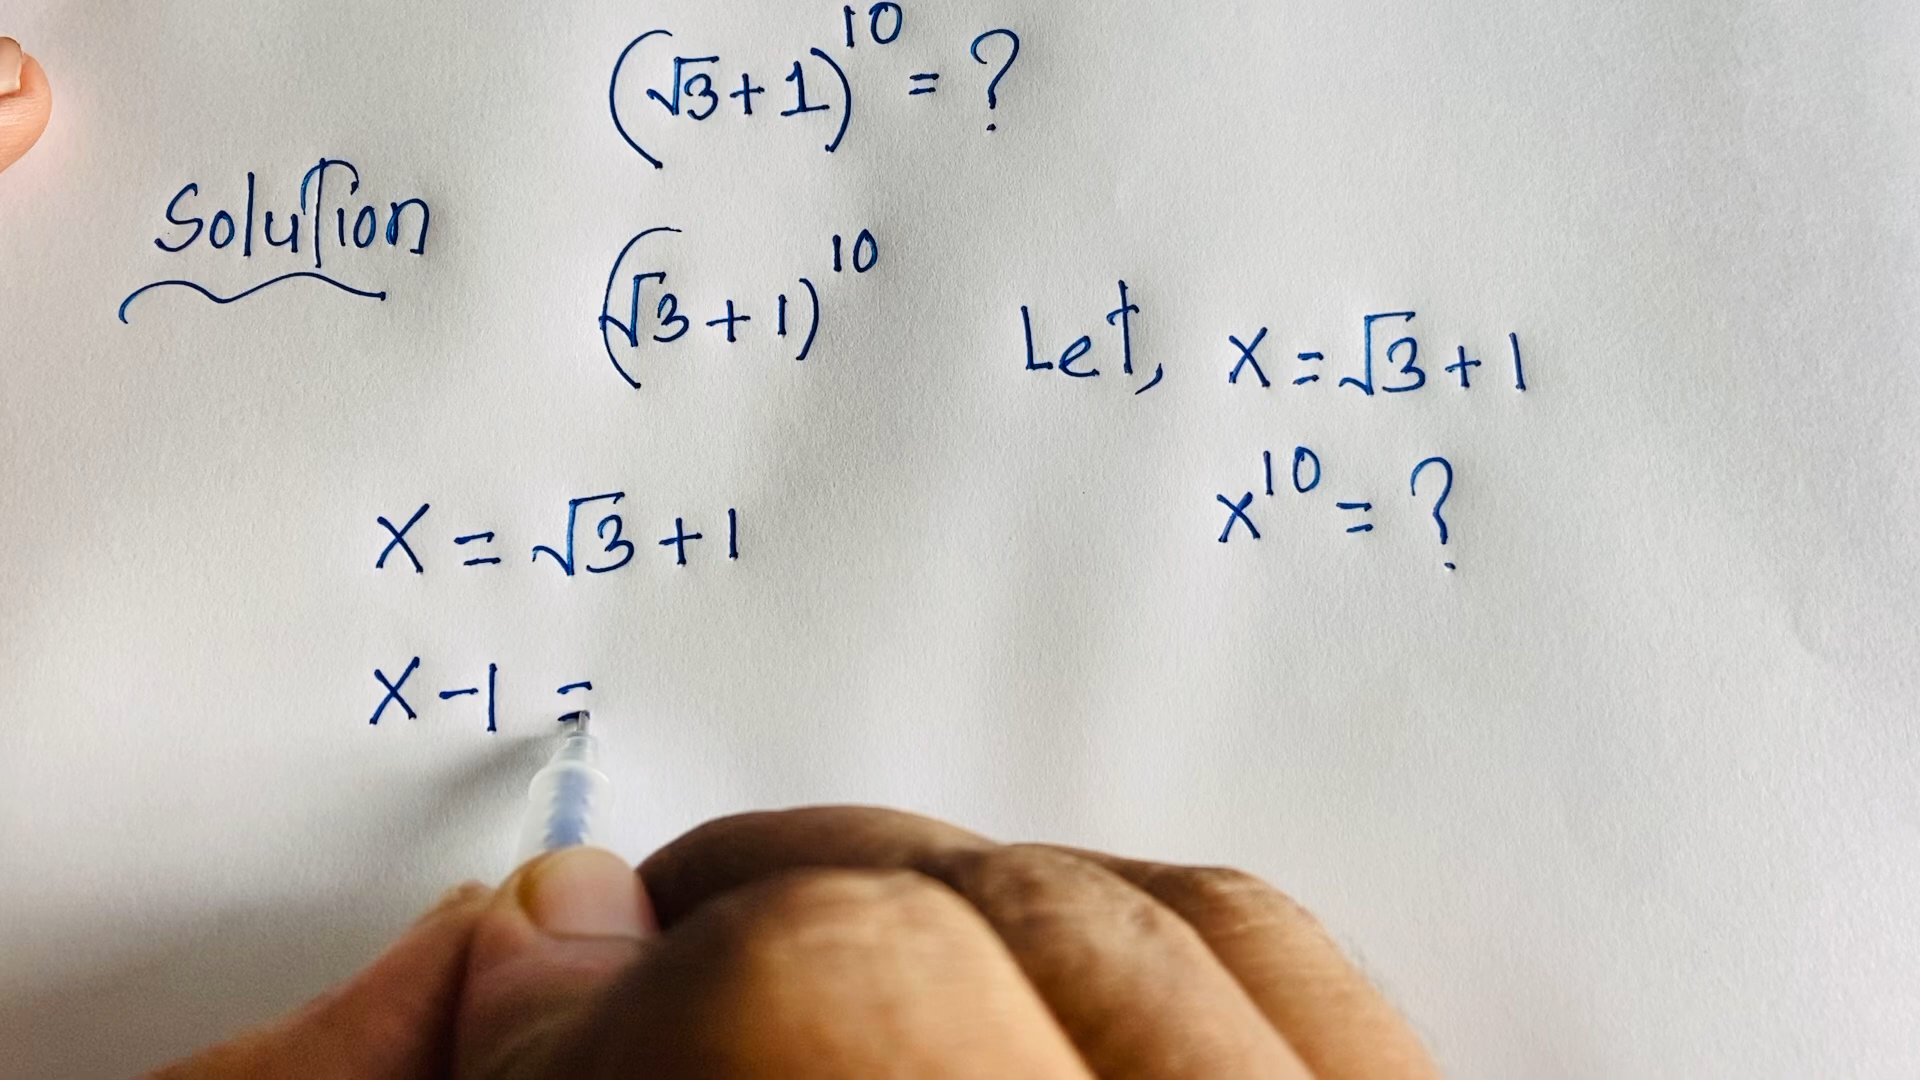 (√3+1)^10 = ?
Solution
(√3+1)^10
Let, x = √3+1
x^10 = ?
x = √3+1
x-1 =